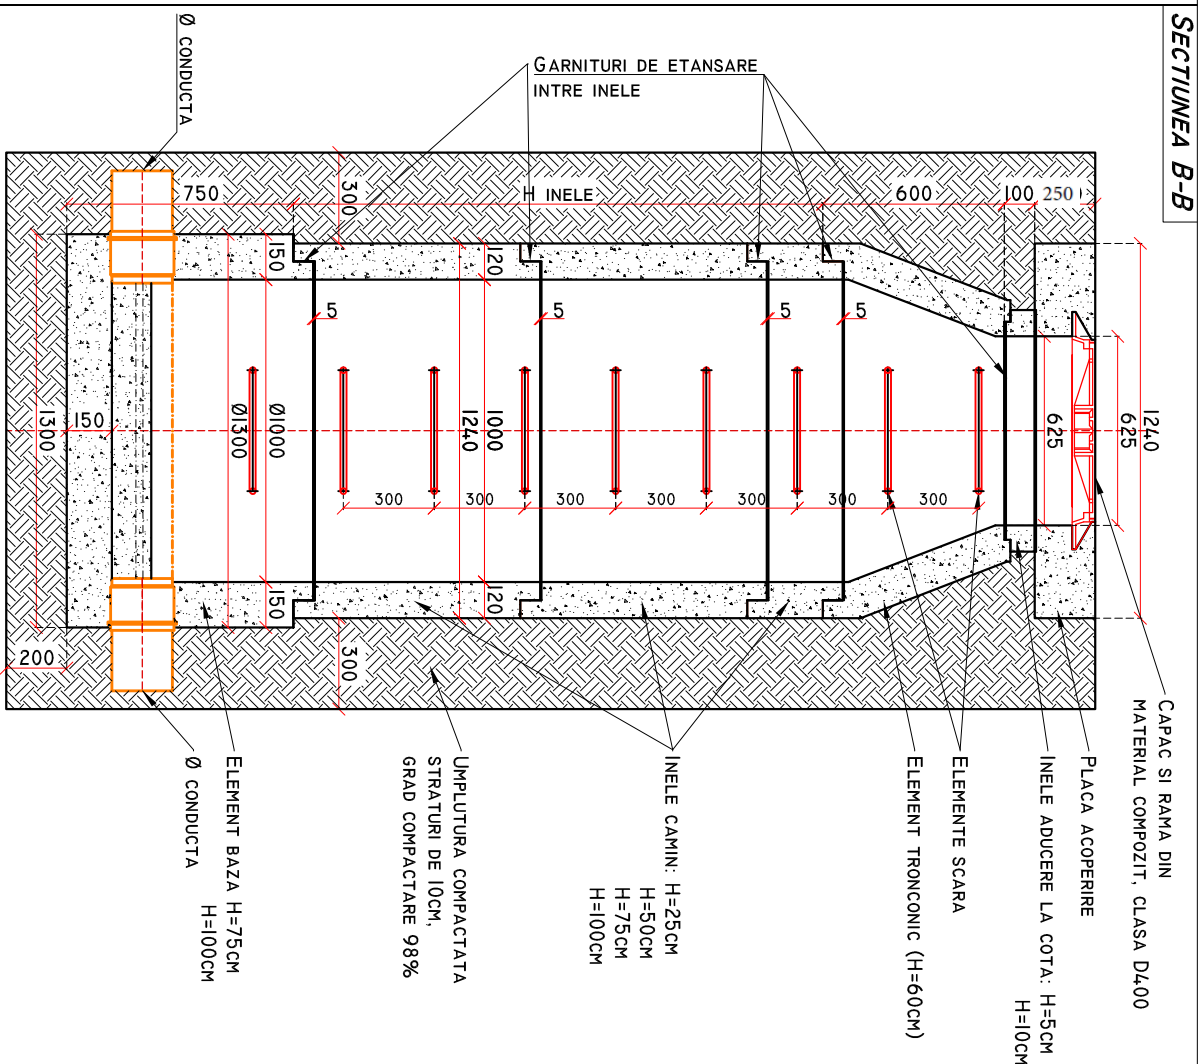 SECTIUNEA B-B
Ø CONDUCTA
GARNITURI DE ETANSARE
INTRE INELE
750
300
H INELE
600
100
250
150
120
5
5
5
5
1300
150
Ø1300
Ø1000
1240
1000
625
625
1240
300
300
300
300
300
300
300
150
120
200
300
CAPAC SI RAMA DIN
MATERIAL COMPOZIT, CLASA D400
PLACA ACOPERIRE
INELE ADUCERE LA COTA: H=5CM
H=10CM
ELEMENTE SCARA
ELEMENT TRONCONIC (H=60CM)
INELE CAMIN: H=25CM
H=50CM
H=75CM
H=100CM
UMPLUTURA COMPACTATA
STRATURI DE 10CM,
GRAD COMPACTARE 98%
ELEMENT BAZA H=75CM
H=100CM
Ø CONDUCTA